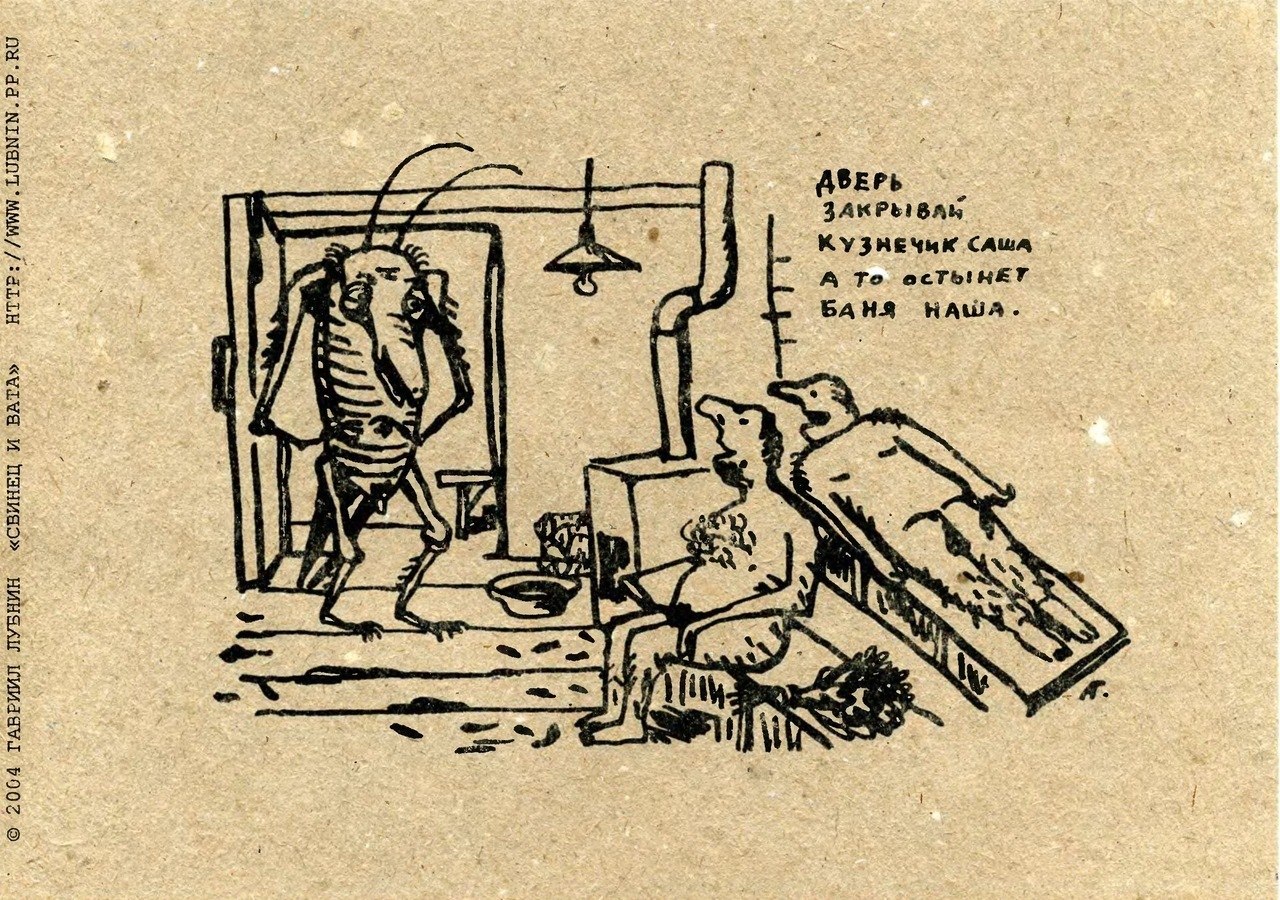 ДВЕРЬ
ЗАКРЫВАЙ
КУЗНЕЧИК САША
А ТО ОСТЫНЕТ
БАНЯ НАША.
Г.
© 2004 ГАВРИИЛ ЛУБНИН «СВИНЕЦ И ВАТА» HTTP://WWW.LUBNIN.PP.RU